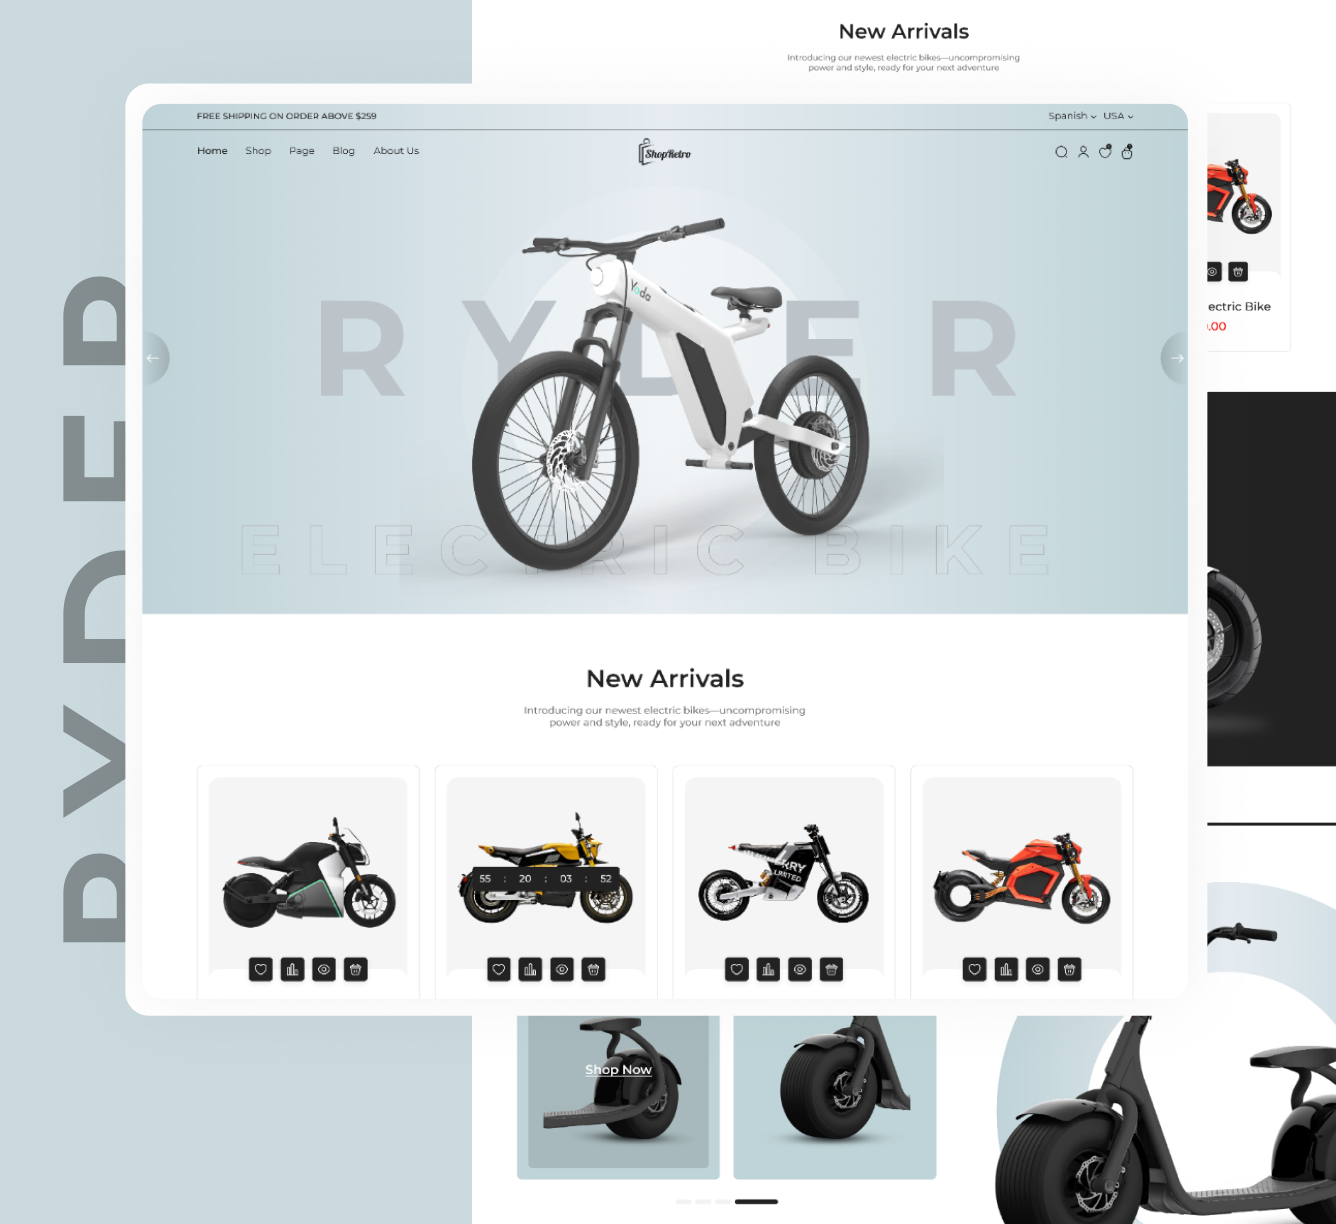 New Arrivals
Introducing our newest electric bikes—uncompromising
power and style, ready for your next adventure
FREE SHIPPING ON ORDER ABOVE $259
Spanish USA
Home Shop Page Blog About Us
ShopRetro
RYDER
Yoda
ELECTRIC BIKE
RYDER
ectric Bike
.00
New Arrivals
Introducing our newest electric bikes—uncompromising
power and style, ready for your next adventure
55 : 20 : 03 : 52
RRY
LIMITED
Shop Now